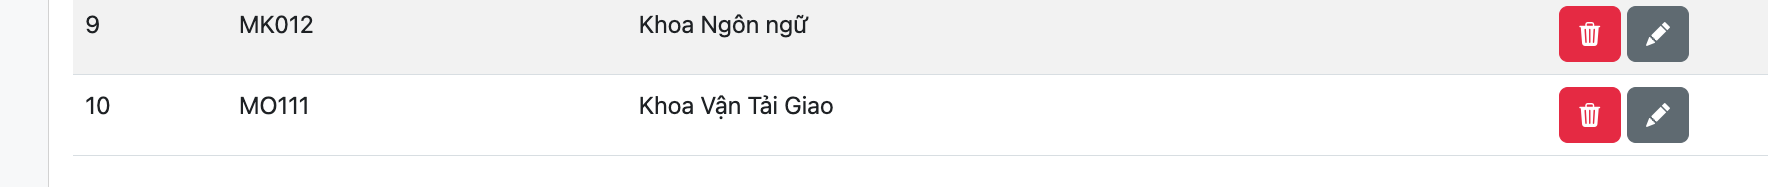 9 MK012 Khoa Ngôn ngữ
10 MO111 Khoa Vận Tải Giao